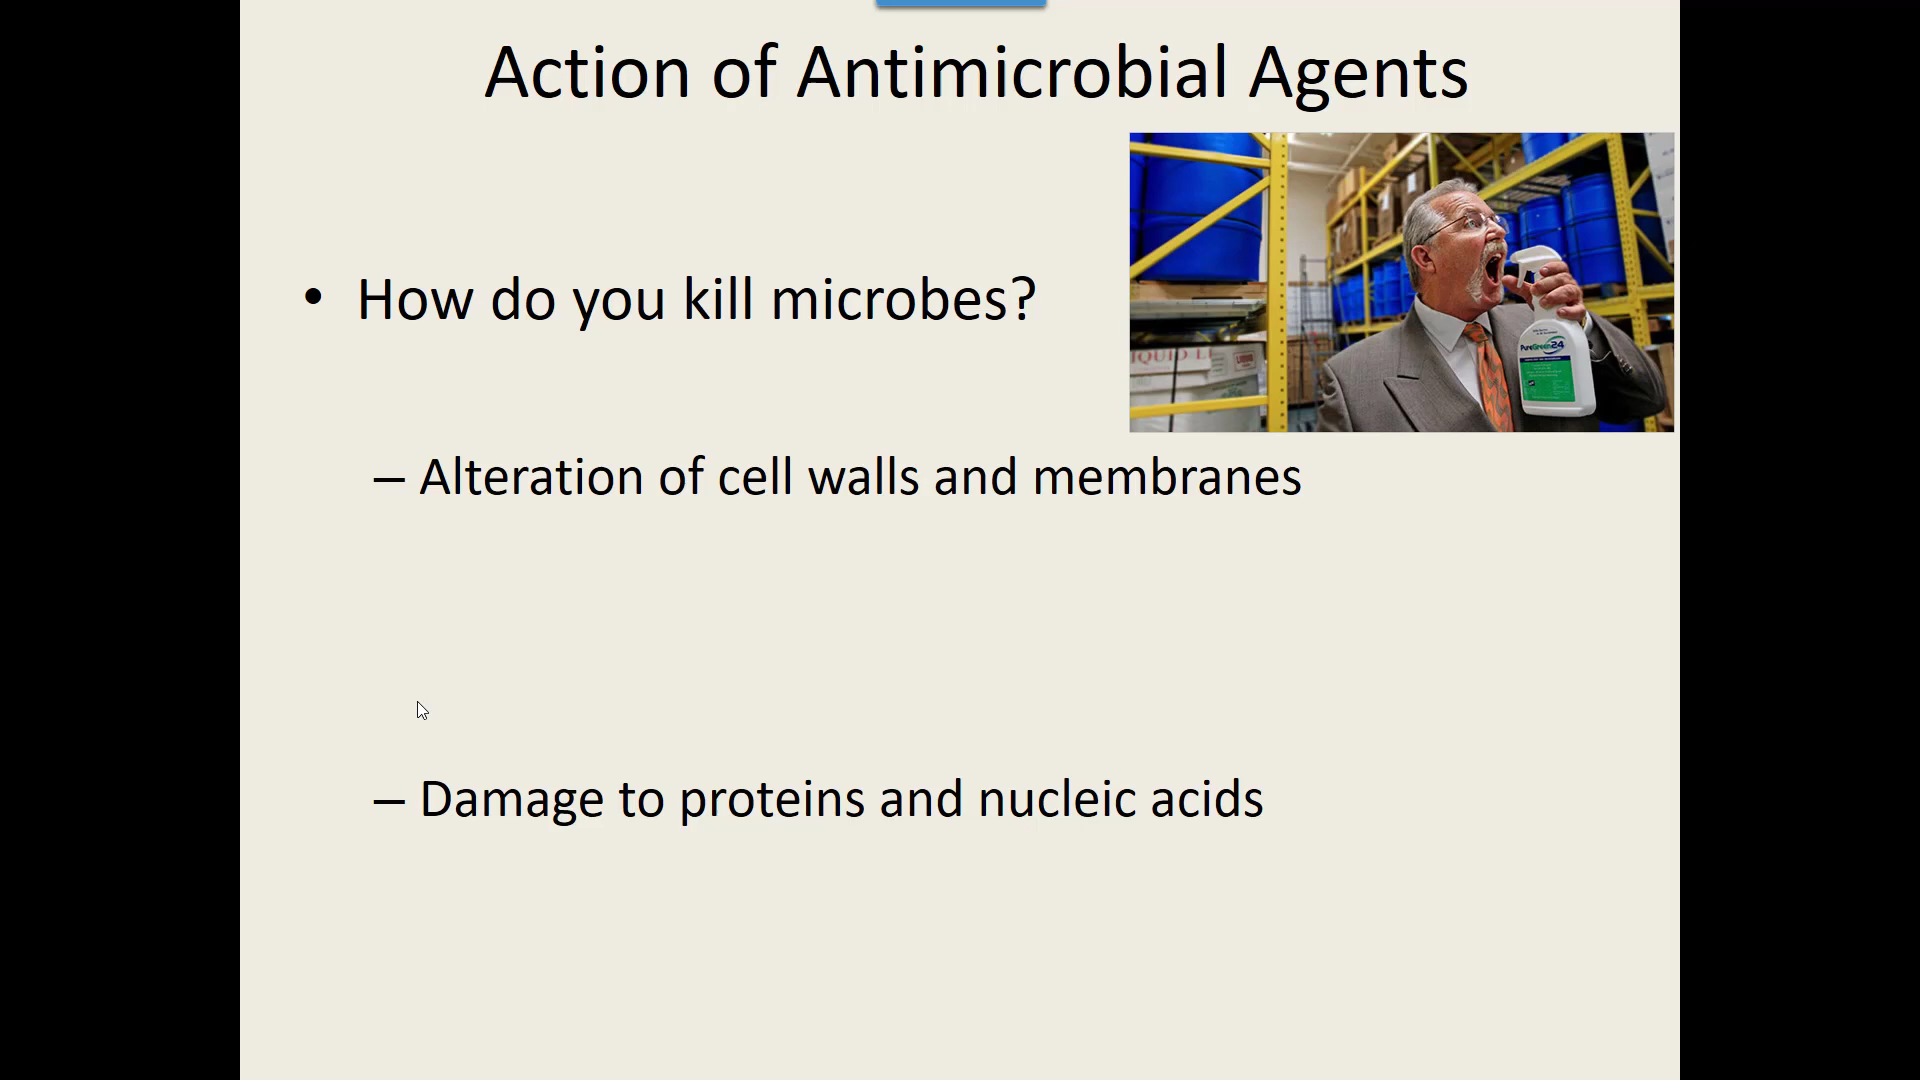 Action of Antimicrobial Agents
• How do you kill microbes?
PureGreen24
– Alteration of cell walls and membranes
– Damage to proteins and nucleic acids